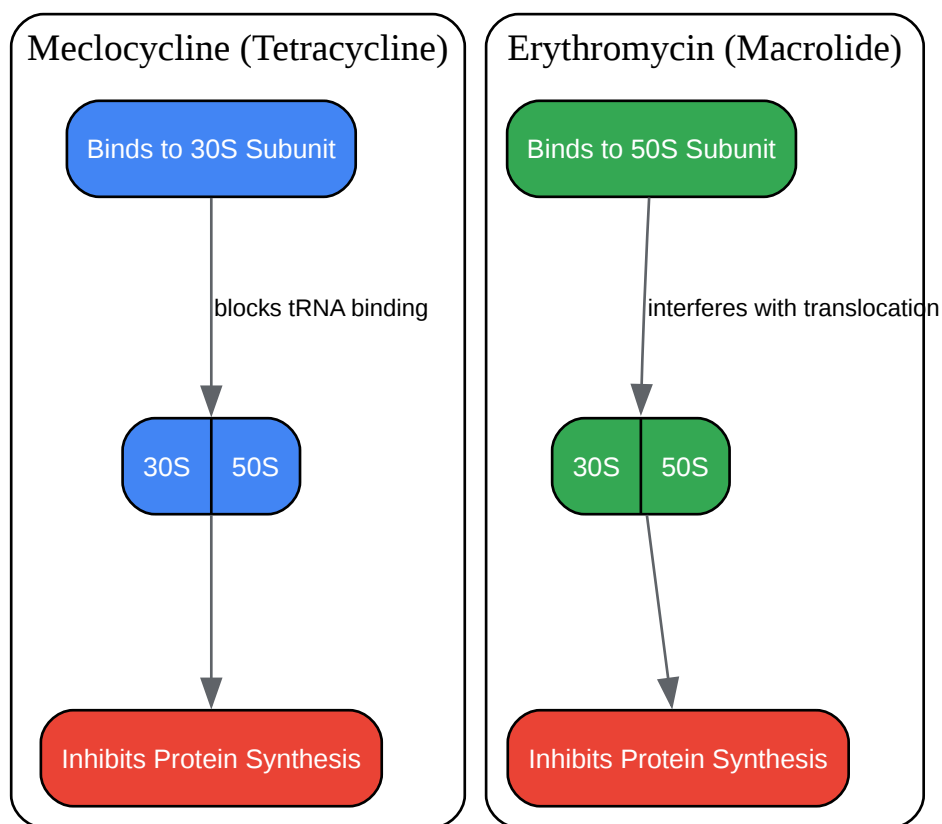 Meclocycline (Tetracycline)
Binds to 30S Subunit
blocks tRNA binding
30S
50S
Inhibits Protein Synthesis
Erythromycin (Macrolide)
Binds to 50S Subunit
interferes with translocation
30S
50S
Inhibits Protein Synthesis